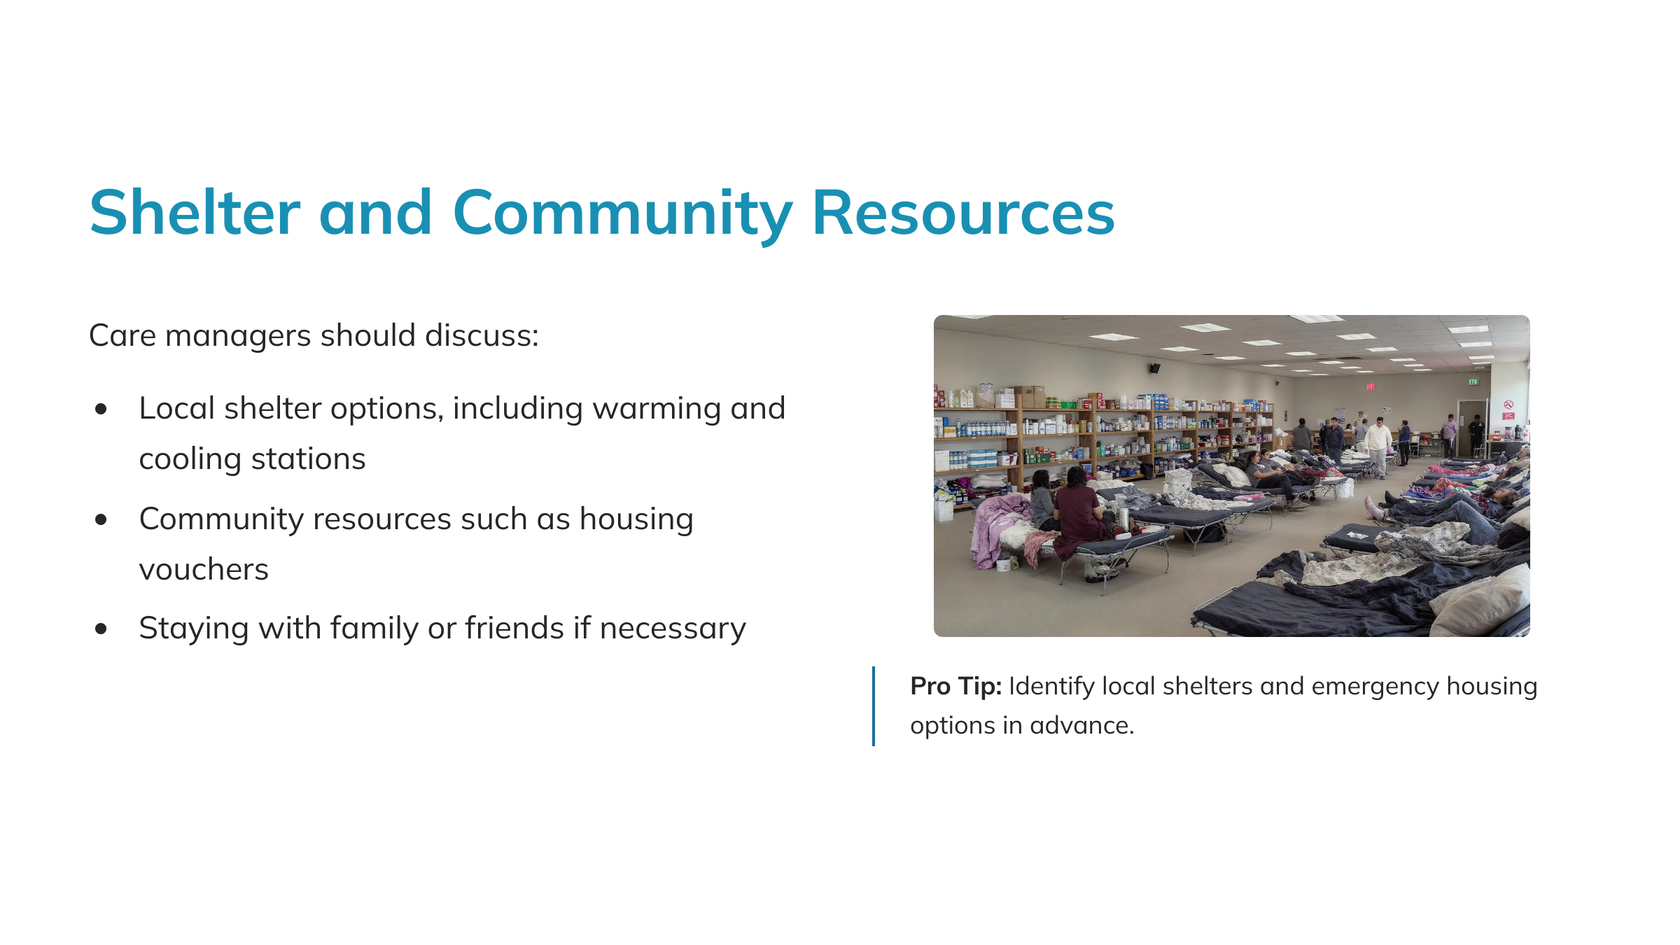 Shelter and Community Resources
Care managers should discuss:
• Local shelter options, including warming and
cooling stations
• Community resources such as housing
vouchers
• Staying with family or friends if necessary
Pro Tip: Identify local shelters and emergency housing
options in advance.